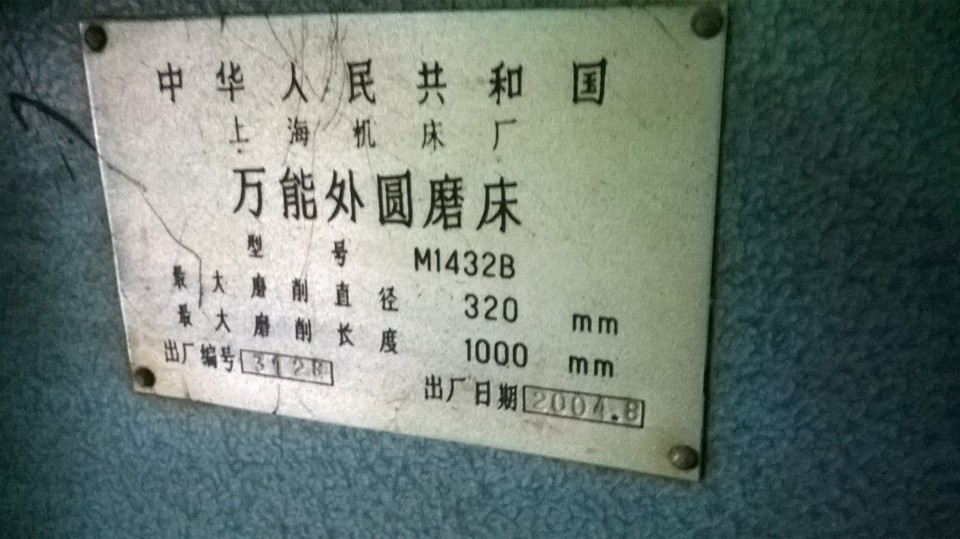 中华人民共和国
上海机床厂
万能外圆磨床
型号 M1432B
最大磨削直径 320 mm
最大磨削长度 1000 mm
出厂编号 出厂日期 2004.8